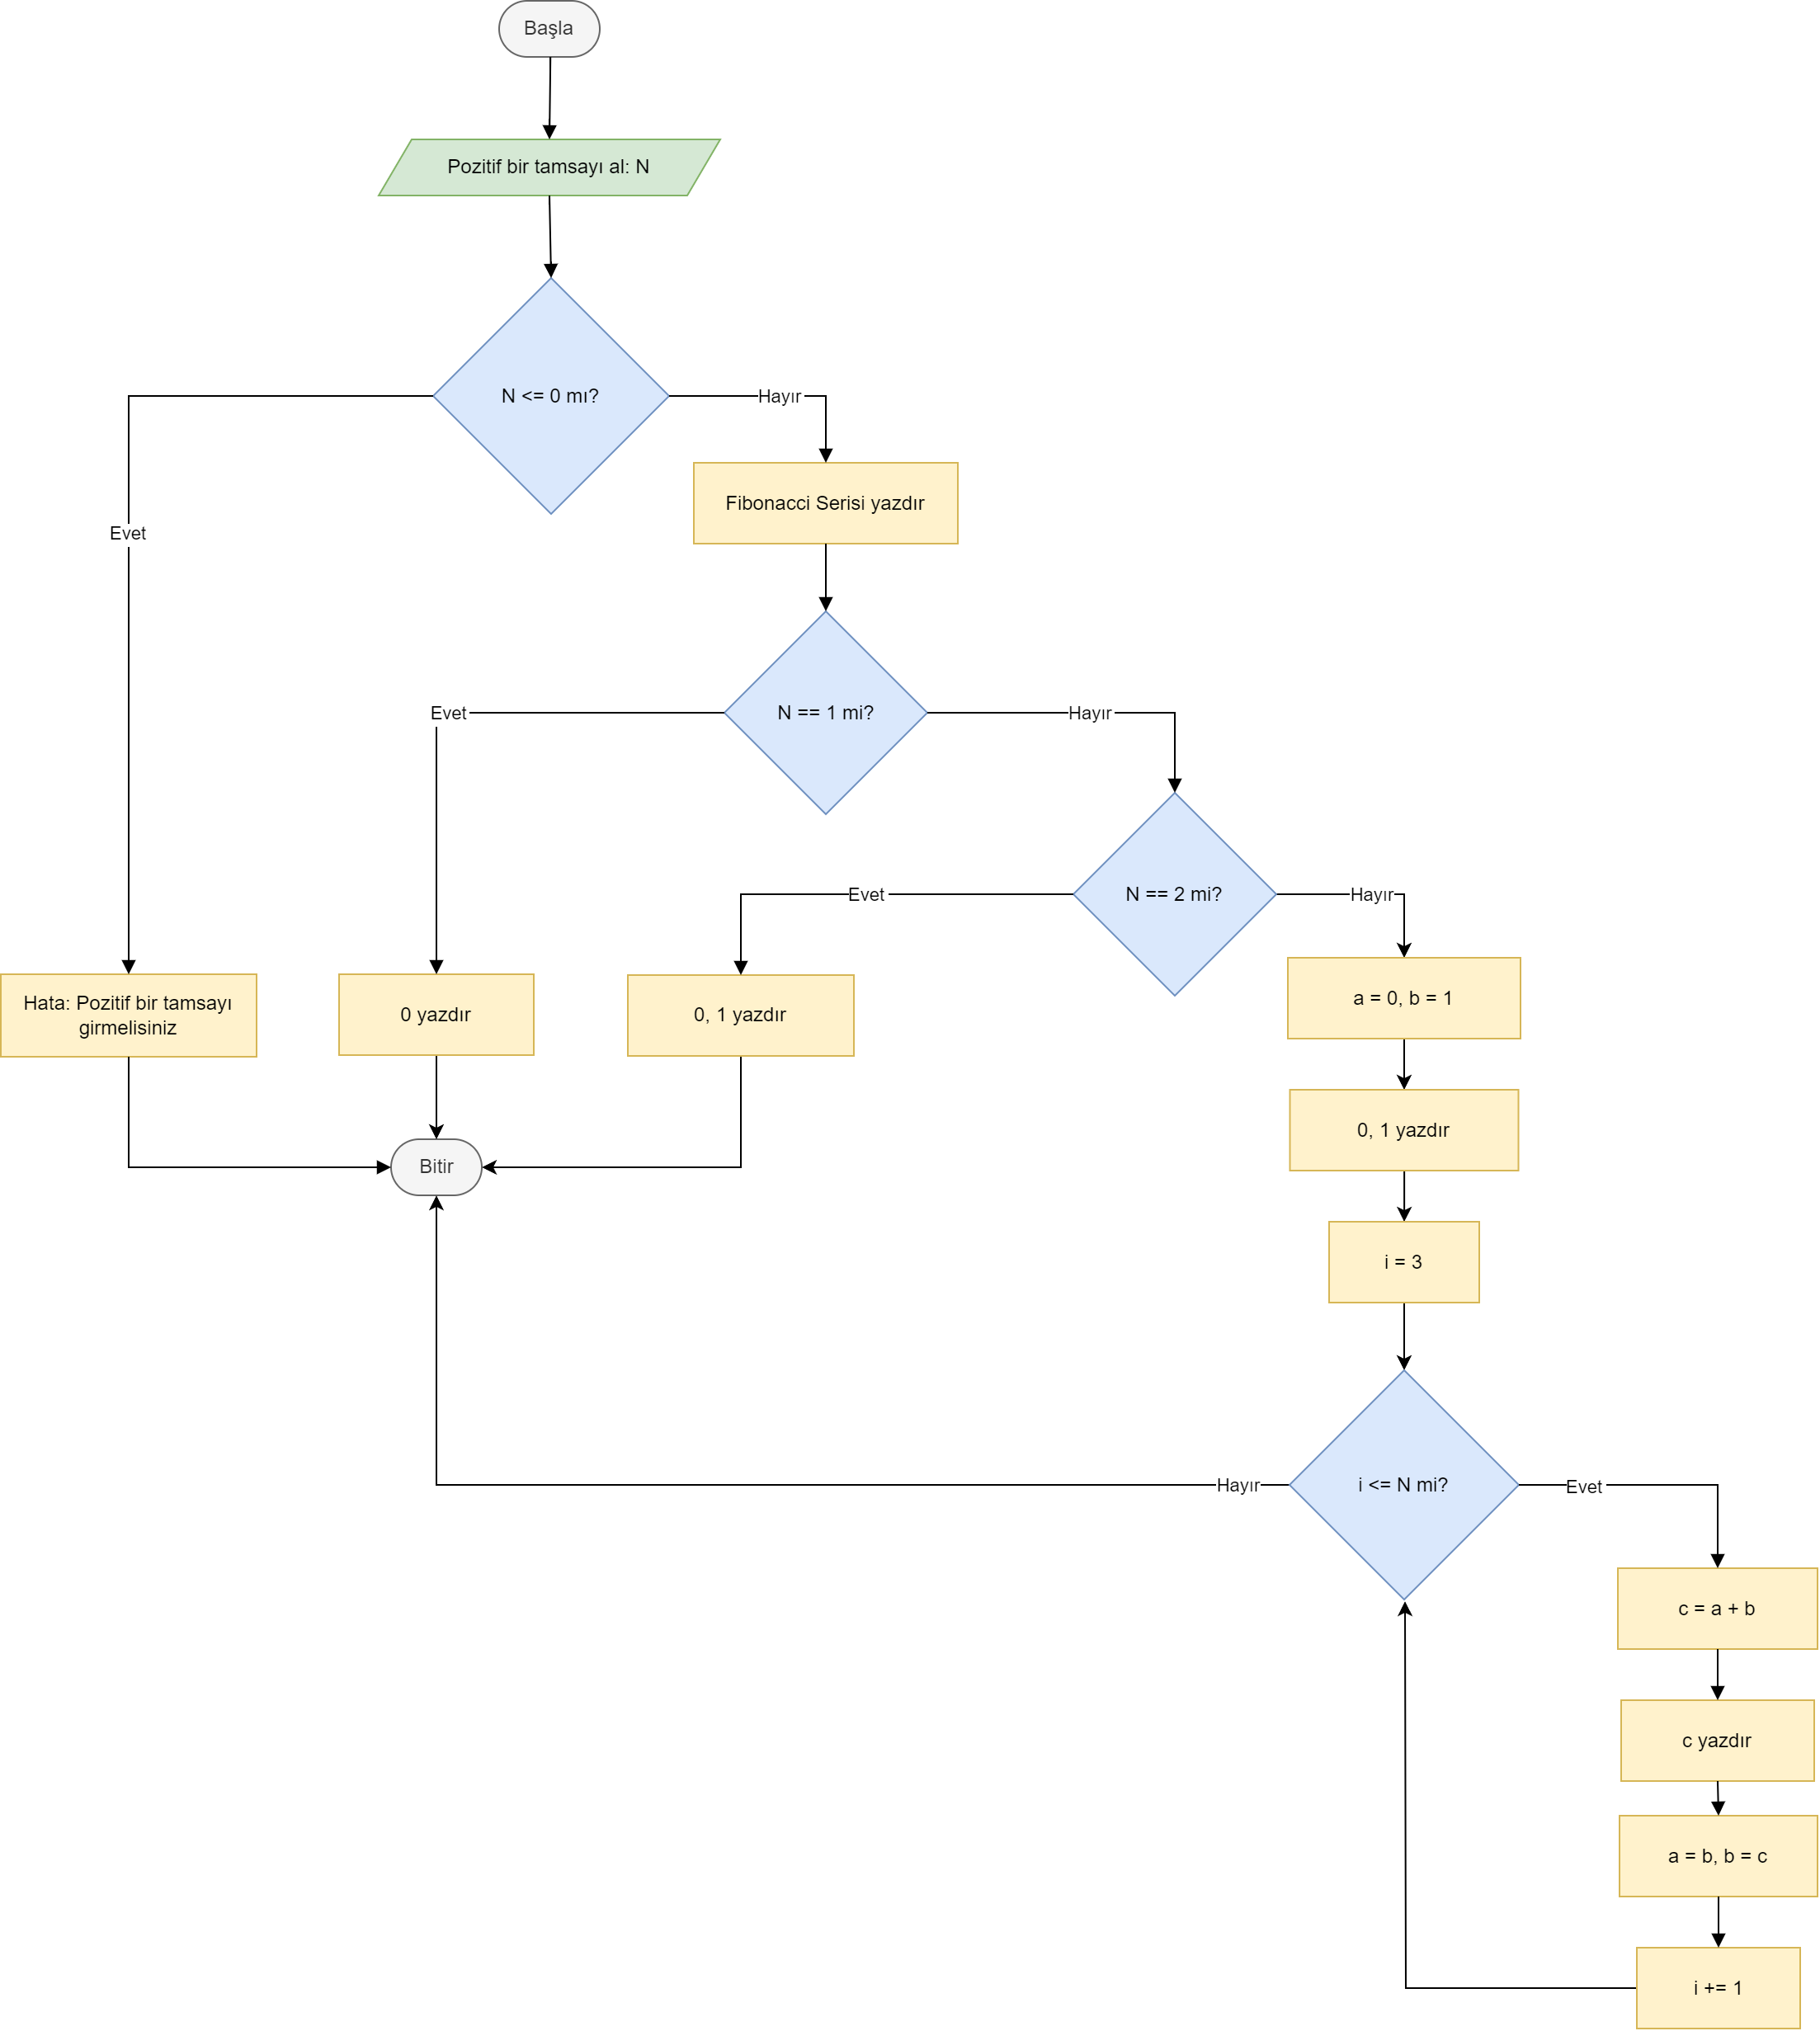 Başla
Pozitif bir tamsayı al: N
N <= 0 mı?
Hayır
Evet
Fibonacci Serisi yazdır
N == 1 mi?
Evet
Hayır
N == 2 mi?
Evet
Hayır
Hata: Pozitif bir tamsayı
girmelisiniz
0 yazdır
0, 1 yazdır
a = 0, b = 1
0, 1 yazdır
Bitir
i = 3
i <= N mi?
Hayır
Evet
c = a + b
c yazdır
a = b, b = c
i += 1